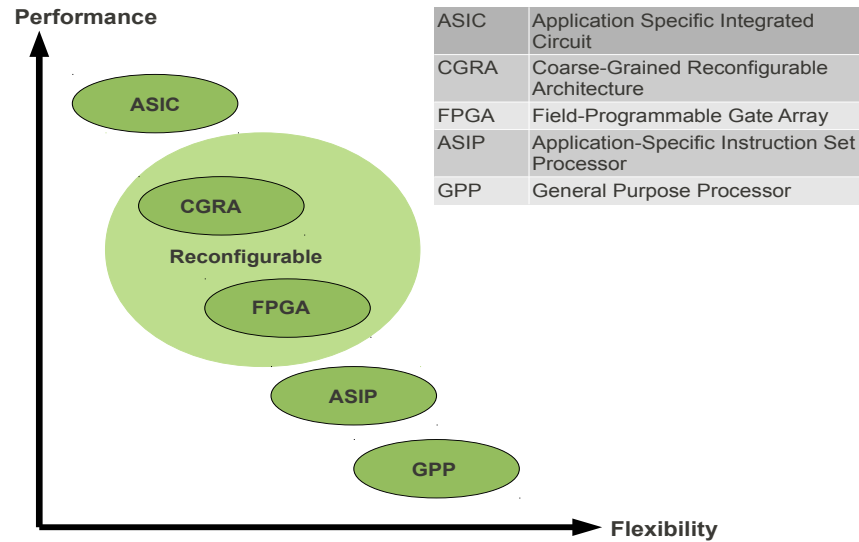 Performance
ASIC
CGRA
Reconfigurable
FPGA
ASIP
GPP
Flexibility
ASIC Application Specific Integrated
Circuit
CGRA Coarse-Grained Reconfigurable
Architecture
FPGA Field-Programmable Gate Array
ASIP Application-Specific Instruction Set
Processor
GPP General Purpose Processor